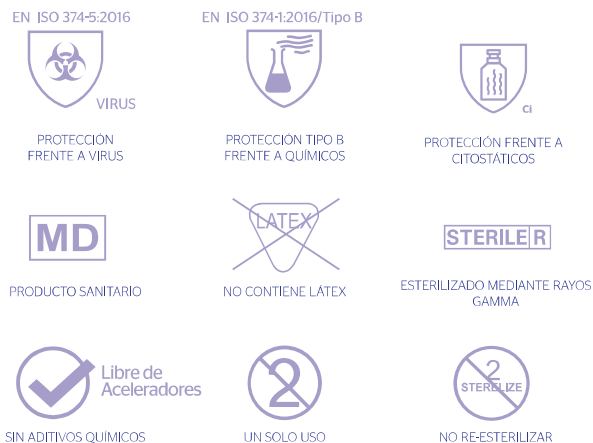 EN ISO 374-5:2016
VIRUS
PROTECCIÓN
FRENTE A VIRUS
EN ISO 374-1:2016/Tipo B
PROTECCIÓN TIPO B
FRENTE A QUÍMICOS
Ci
PROTECCIÓN FRENTE A
CITOSTÁTICOS
MD
PRODUCTO SANITARIO
LATEX
NO CONTIENE LÁTEX
STERILE R
ESTERILIZADO MEDIANTE RAYOS
GAMMA
Libre de
Aceleradores
SIN ADITIVOS QUÍMICOS
2
UN SOLO USO
2
STERELIZE
NO RE-ESTERILIZAR